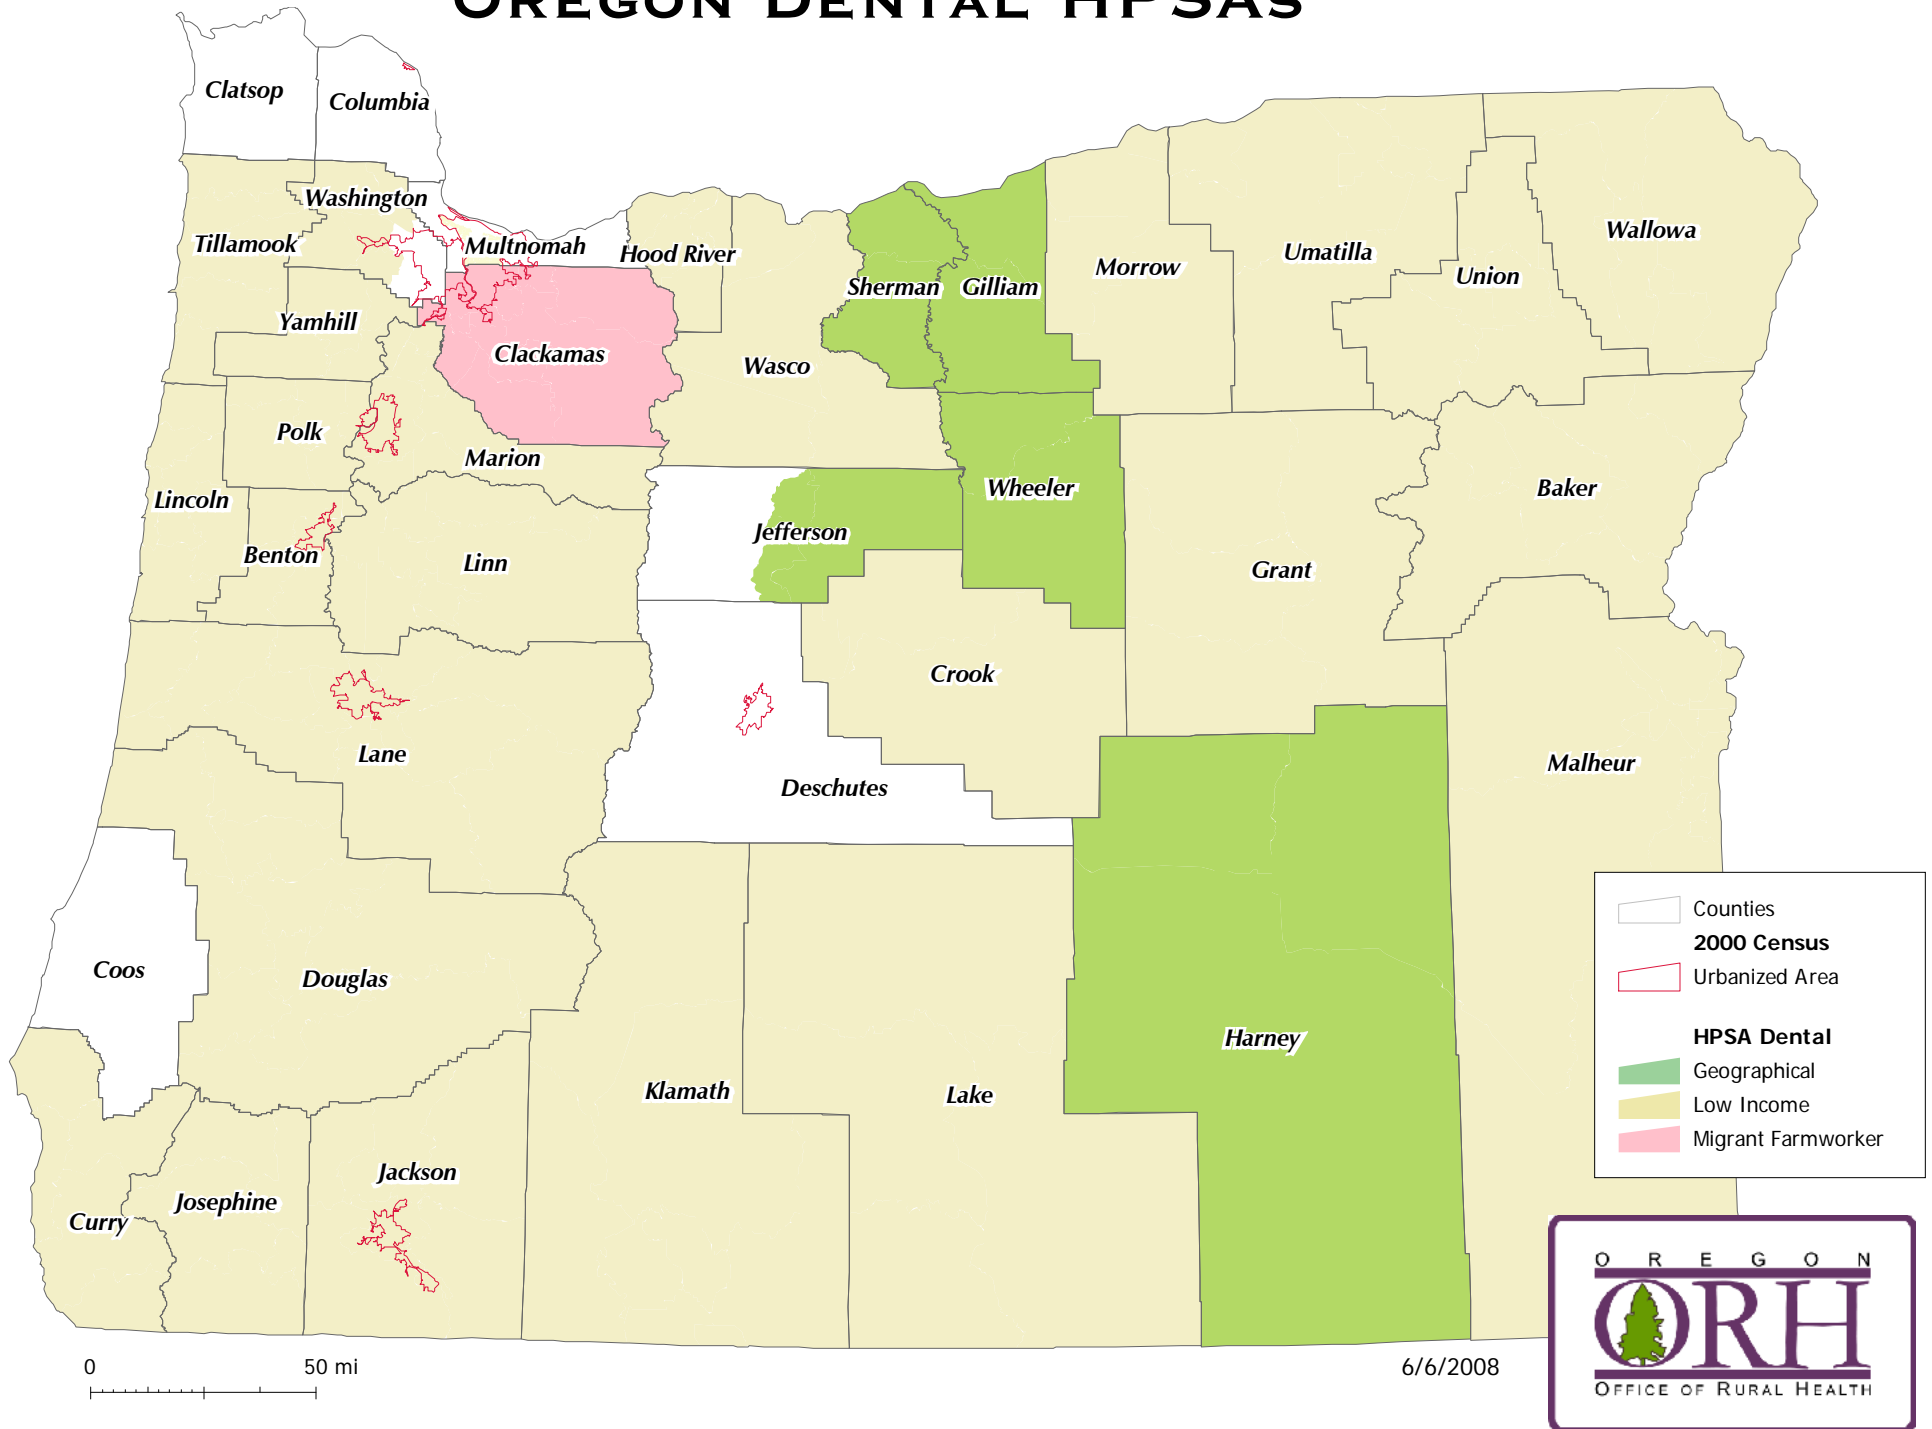 OREGON DENTAL HPSAS
Clatsop
Columbia
Washington
Tillamook
Multnomah
Hood River
Yamhill
Clackamas
Sherman
Gilliam
Morrow
Umatilla
Union
Wallowa
Wasco
Polk
Marion
Lincoln
Benton
Linn
Jefferson
Wheeler
Grant
Baker
Crook
Lane
Deschutes
Malheur
Coos
Douglas
Klamath
Lake
Harney
Curry
Josephine
Jackson
Counties
2000 Census
Urbanized Area
HPSA Dental
Geographical
Low Income
Migrant Farmworker
0 50 mi
6/6/2008
OREGON
ORH
OFFICE OF RURAL HEALTH